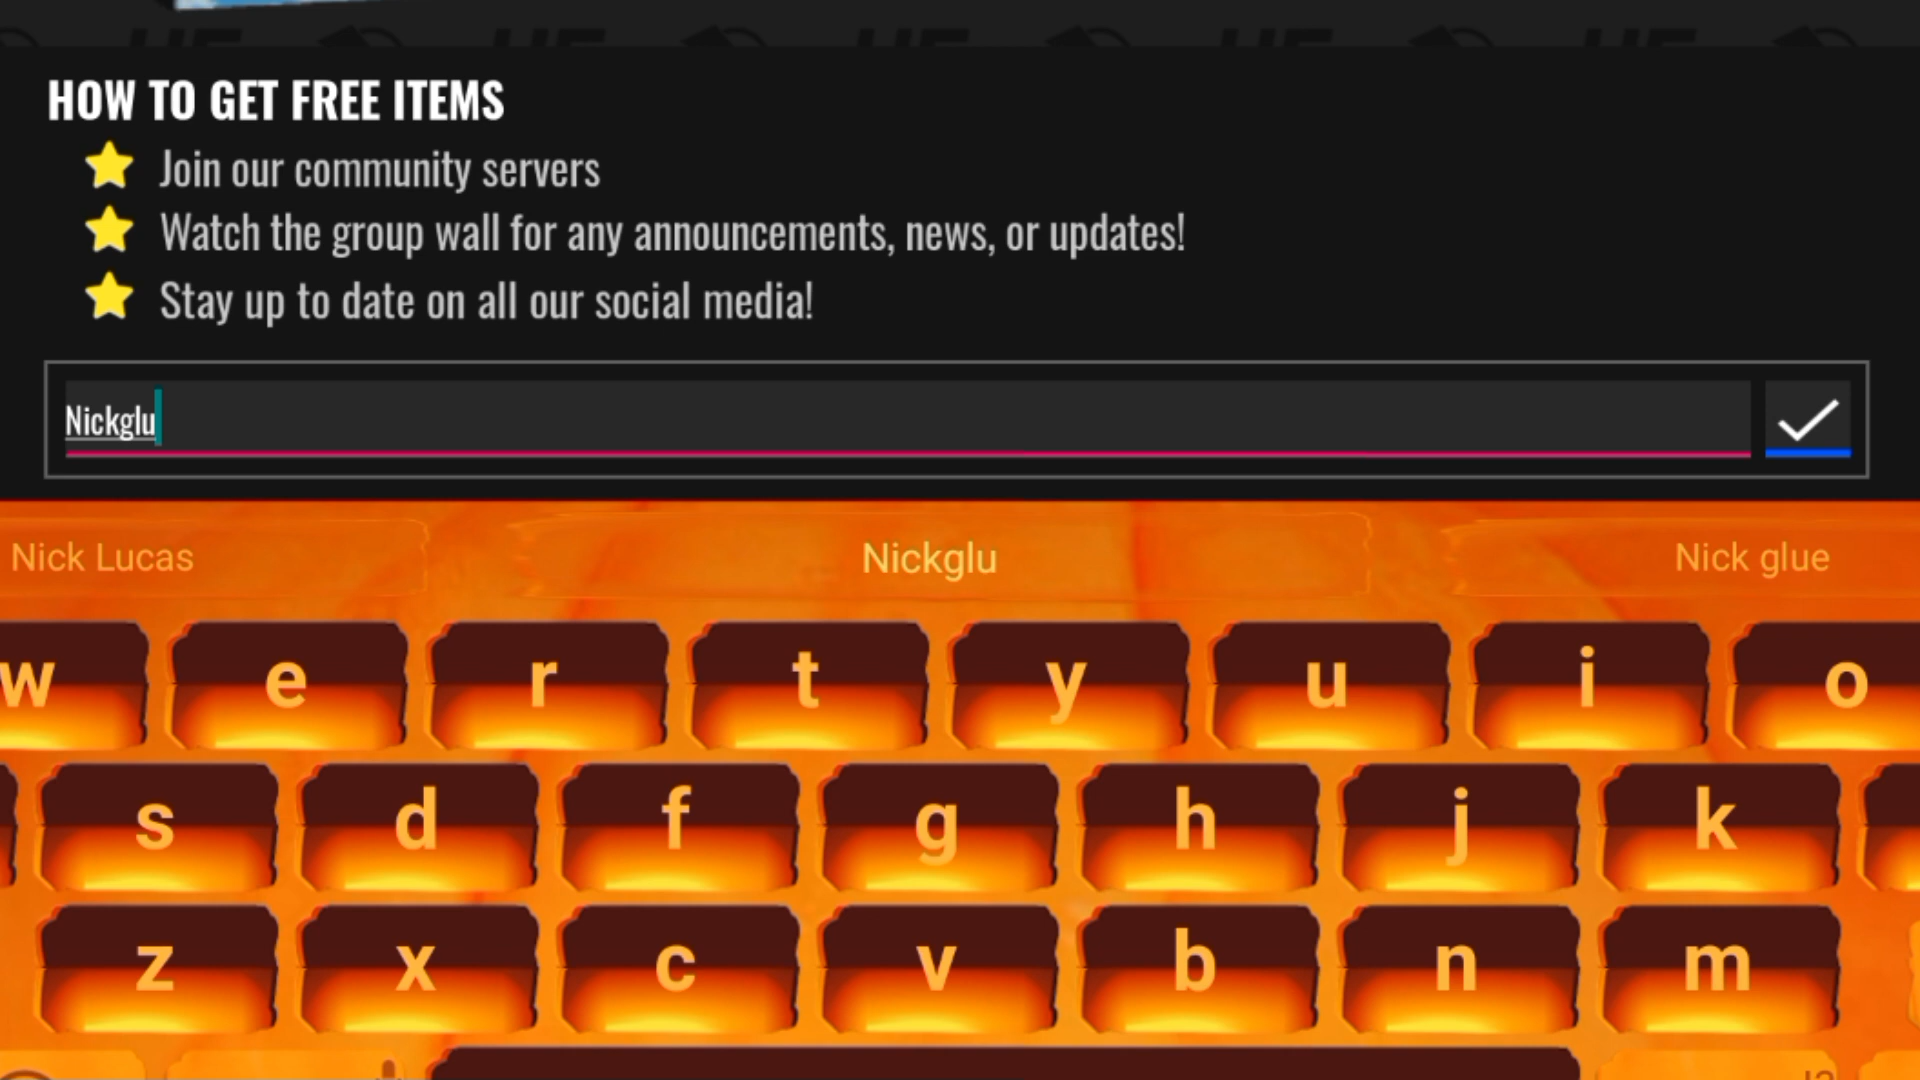 HOW TO GET FREE ITEMS
Join our community servers
Watch the group wall for any announcements, news, or updates!
Stay up to date on all our social media!
Nickglu
Nick Lucas Nickglu Nick glue
w e r t y u i o
s d f g h j k
z x c v b n m